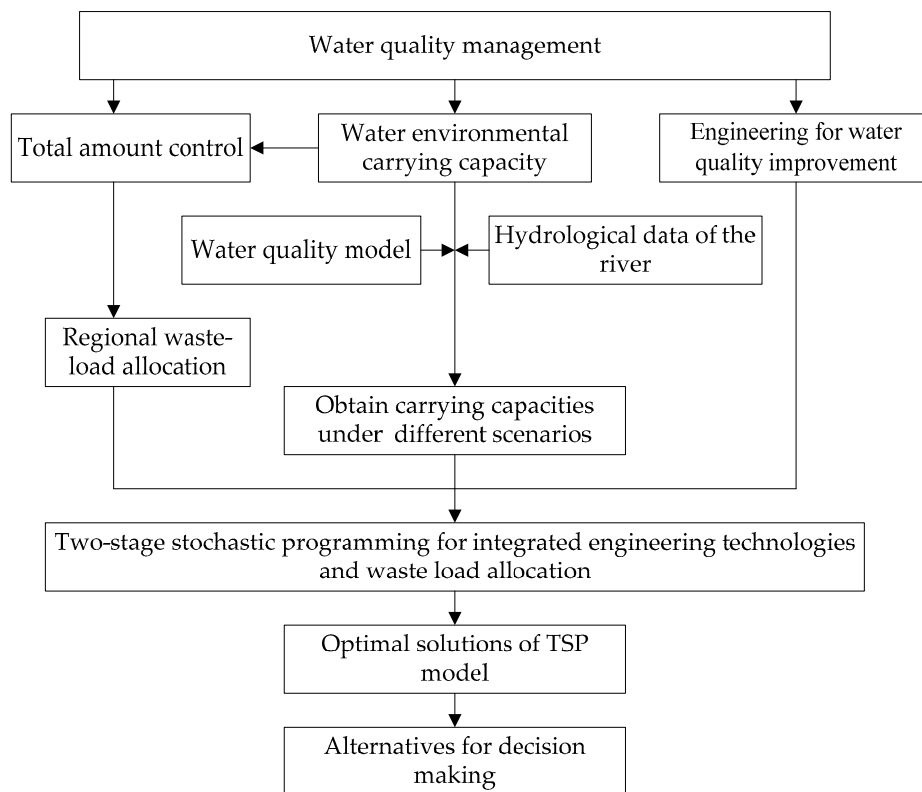 Water quality management
Total amount control
Water environmental
carrying capacity
Engineering for water
quality improvement
Water quality model
Hydrological data of the
river
Regional waste-
load allocation
Obtain carrying capacities
under different scenarios
Two-stage stochastic programming for integrated engineering technologies
and waste load allocation
Optimal solutions of TSP
model
Alternatives for decision
making